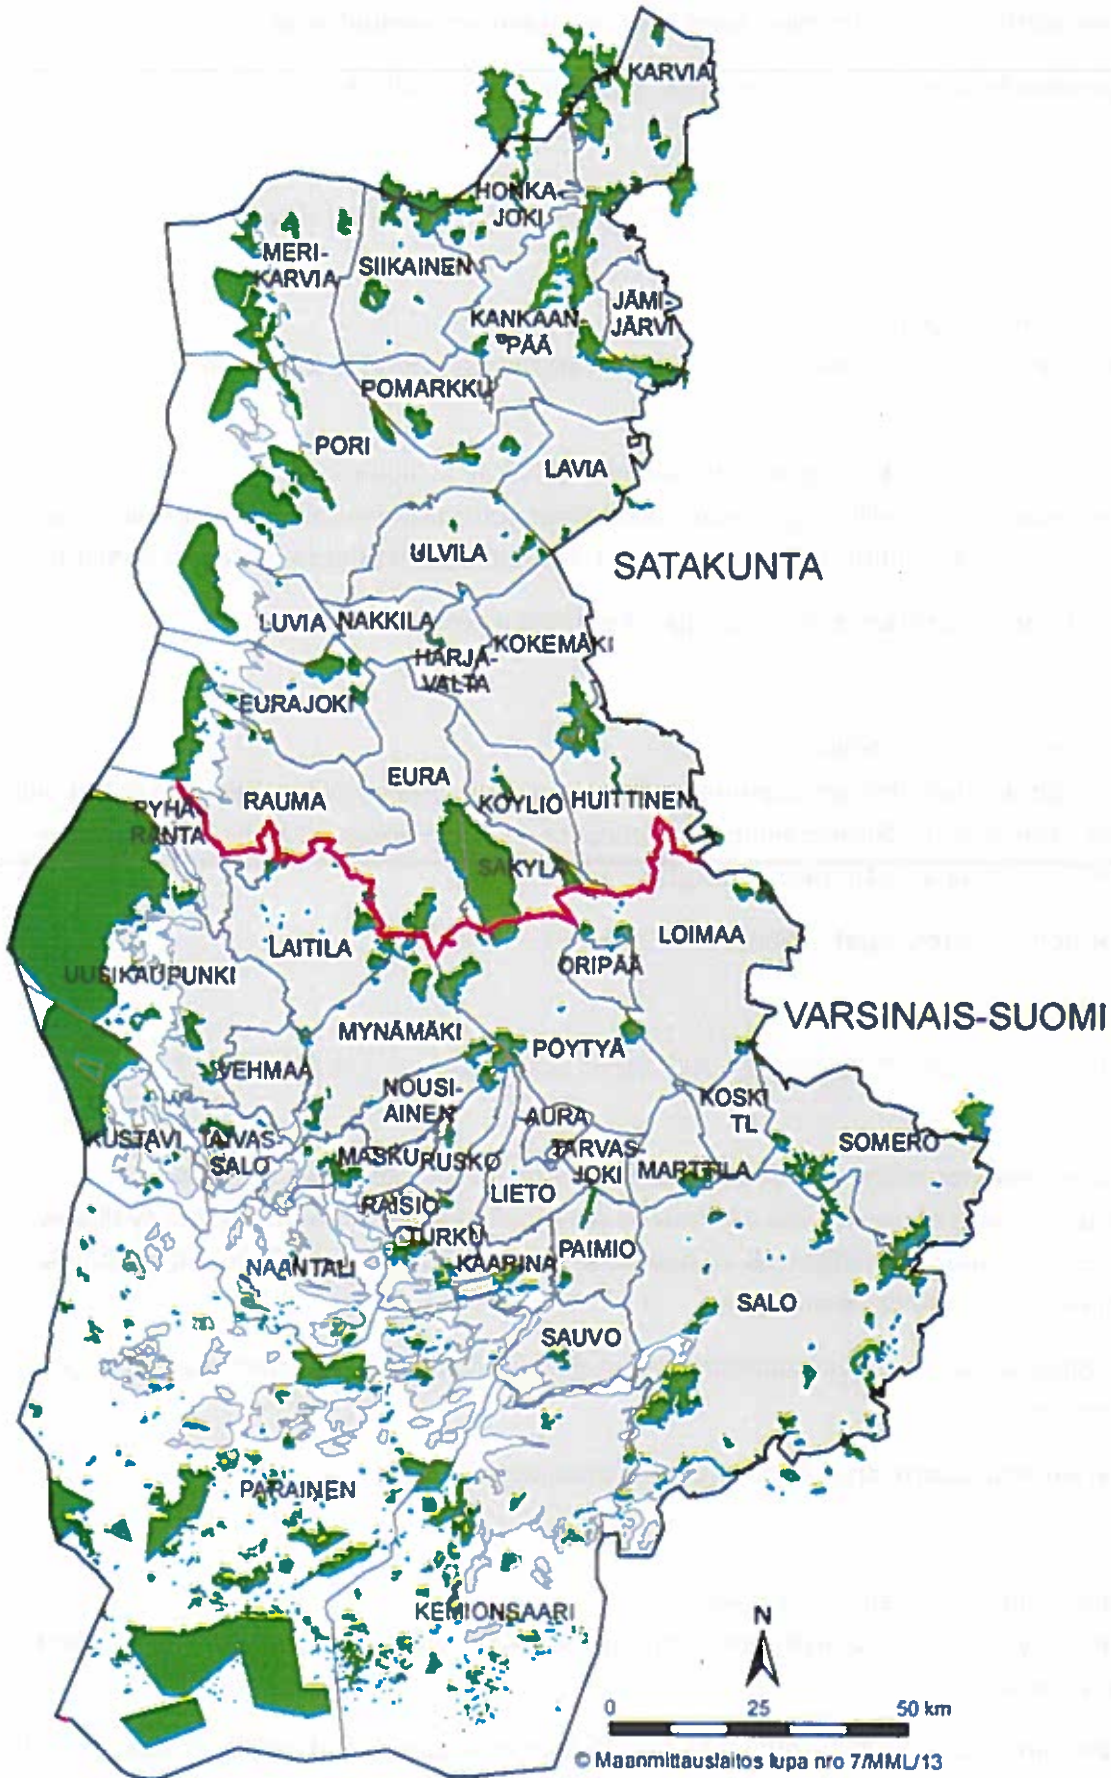 KARVIA
HONKA-
JOKI
MERI-
KARVIA
SIIKAINEN
JÄMI-
JÄRVI
KANKAAN-
PÄÄ
POMARKKU
PORI
LAVIA
ULVILA
SATAKUNTA
LUVIA
NAKKILA
HARJA-
VALTA
KOKEMÄKI
EURAJOKI
EURA
RAUMA
KÖYLIÖ
HUITTINEN
PYHÄ-
RANTA
SÄKYLÄ
LAITILA
LOIMAA
ORIPÄÄ
UUSIKAUPUNKI
VARSINAIS-SUOMI
MYNÄMÄKI
PÖYTYÄ
VEHMAA
NOUSI-
AINEN
AURA
KOSKI
TL
KUSTAVI
TAIVAS-
SALO
MASKU
RUSKO
TARVAS-
JOKI
MARTTILA
SOMERO
LIETO
RAISIO
TURKU
KAARINA
PAIMIO
NAANTALI
SALO
SAUVO
PARAINEN
KEMIÖNSAARI
N
0 25 50 km
© Maanmittauslaitos lupa nro 7/MML/13